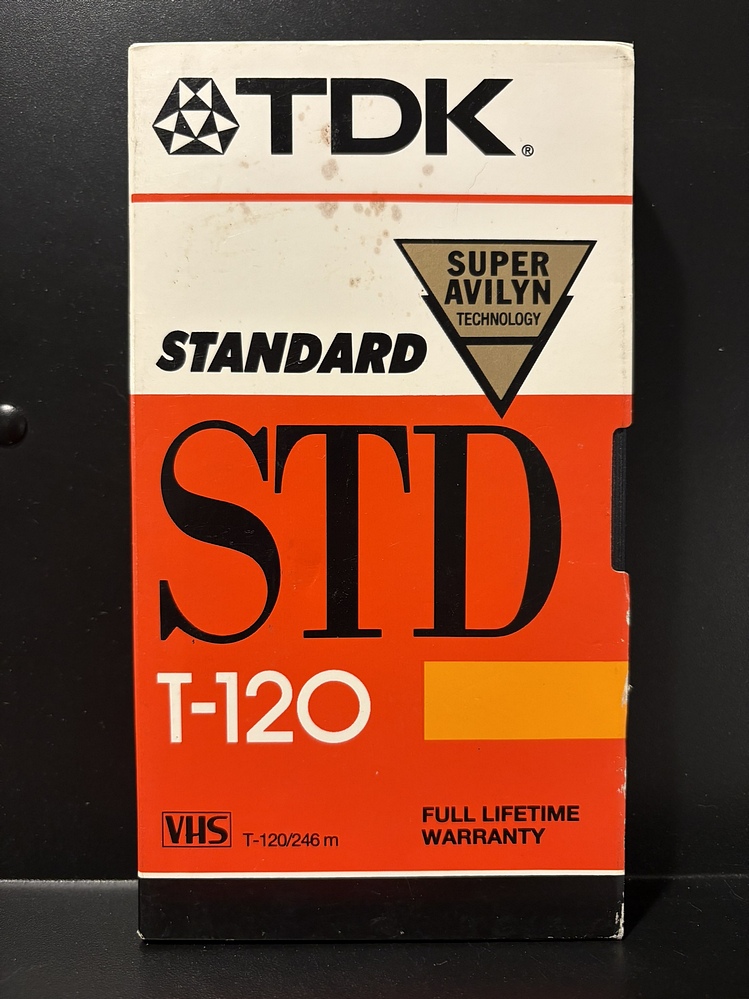 TDK®
SUPER
AVILYN
TECHNOLOGY
STANDARD
STD
T-120
VHS T-120/246 m
FULL LIFETIME
WARRANTY